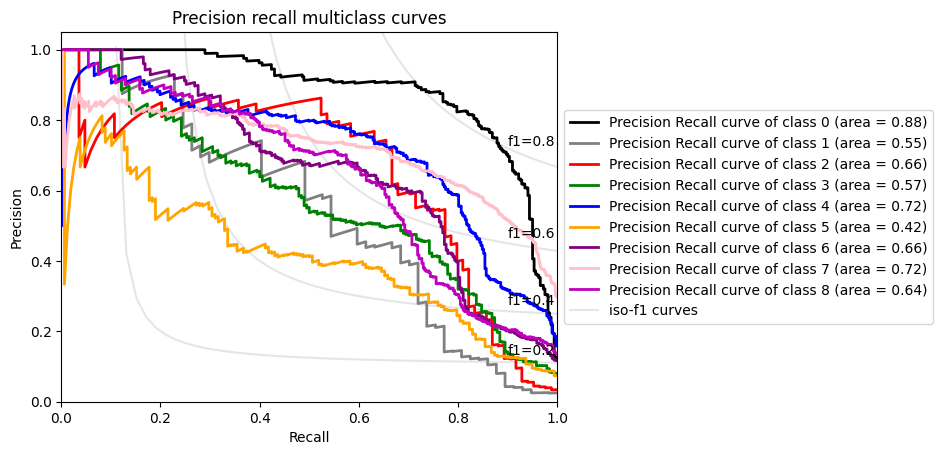 Precision recall multiclass curves
1.0
0.8
0.6
0.4
0.2
0.0
Precision
f1=0.8
f1=0.6
f1=0.4
f1=0.2
0.0
0.2
0.4
0.6
0.8
1.0
Recall
Precision Recall curve of class 0 (area = 0.88)
Precision Recall curve of class 1 (area = 0.55)
Precision Recall curve of class 2 (area = 0.66)
Precision Recall curve of class 3 (area = 0.57)
Precision Recall curve of class 4 (area = 0.72)
Precision Recall curve of class 5 (area = 0.42)
Precision Recall curve of class 6 (area = 0.66)
Precision Recall curve of class 7 (area = 0.72)
Precision Recall curve of class 8 (area = 0.64)
iso-f1 curves